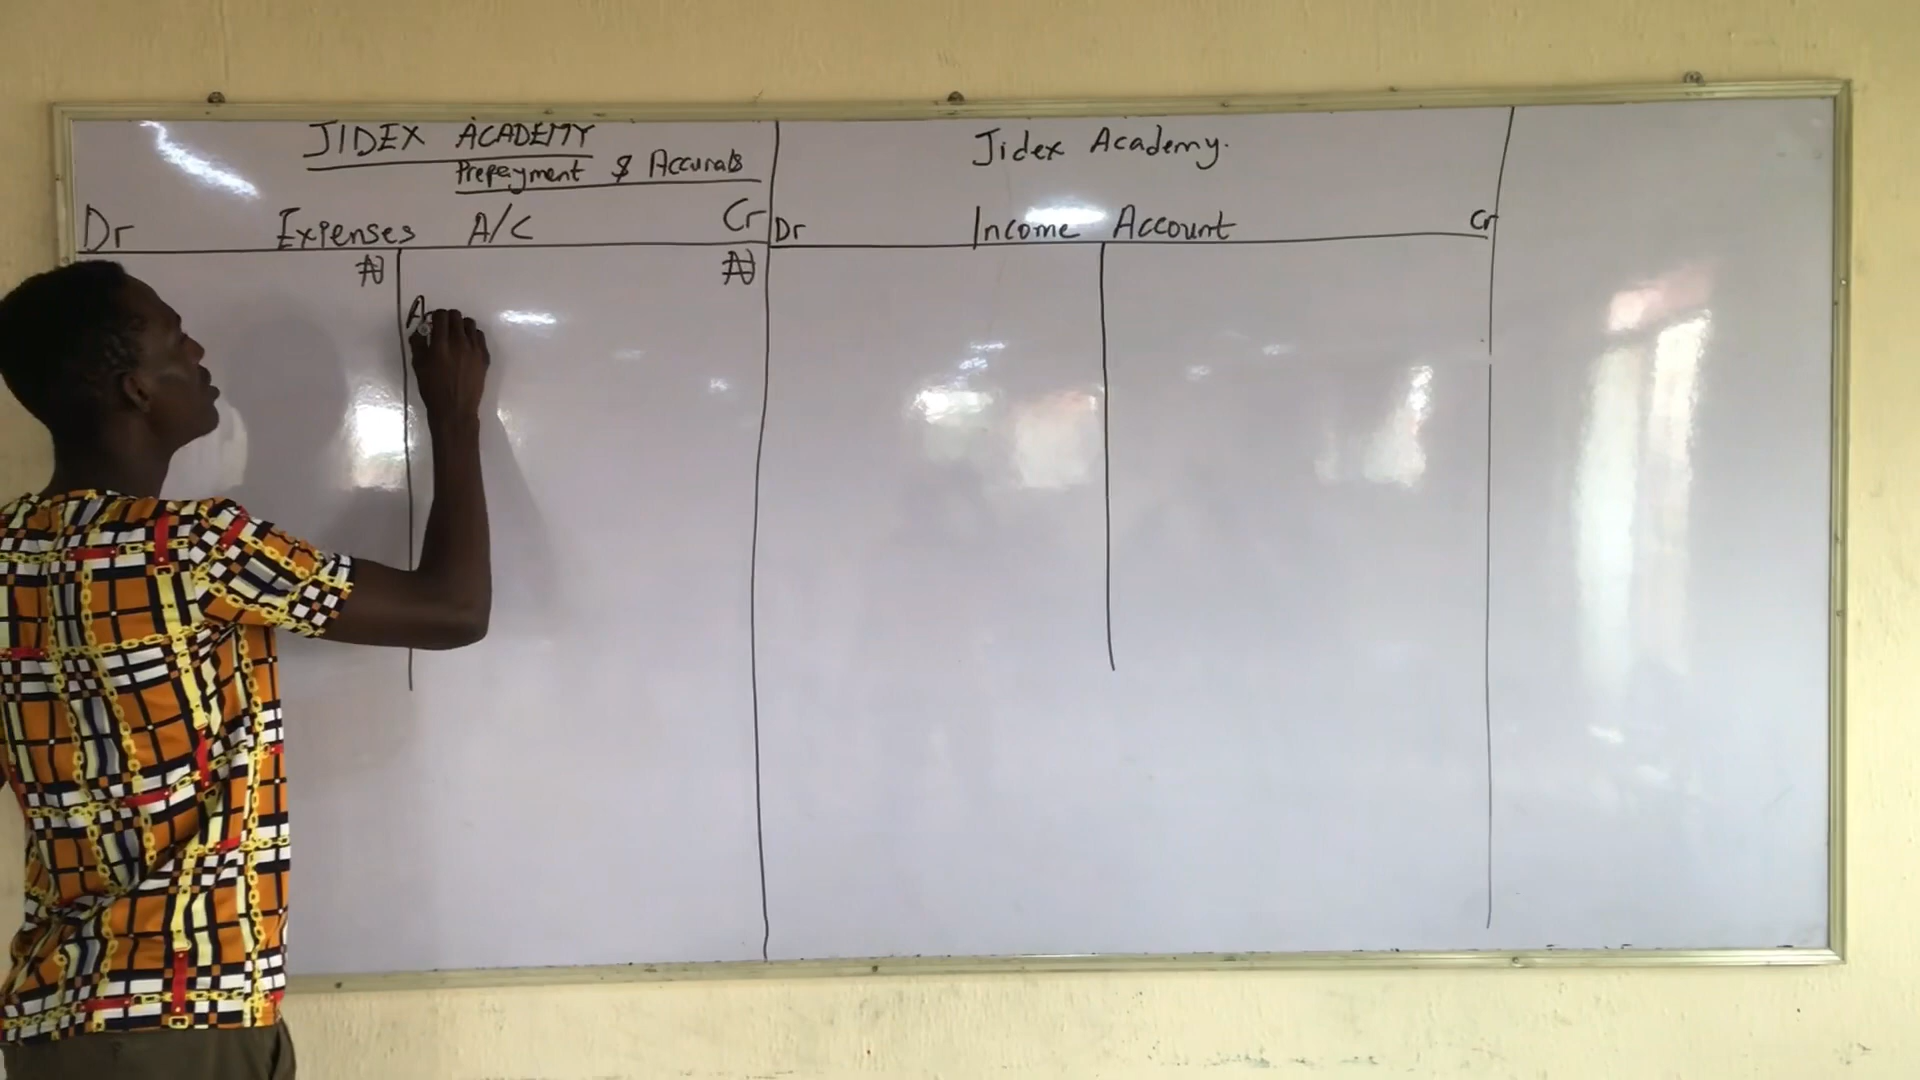 JIDEX ACADEMY
Prepayment & Accurals
Dr Expenses A/C Cr
₦ ₦
Jidex Academy.
Dr Income Account Cr